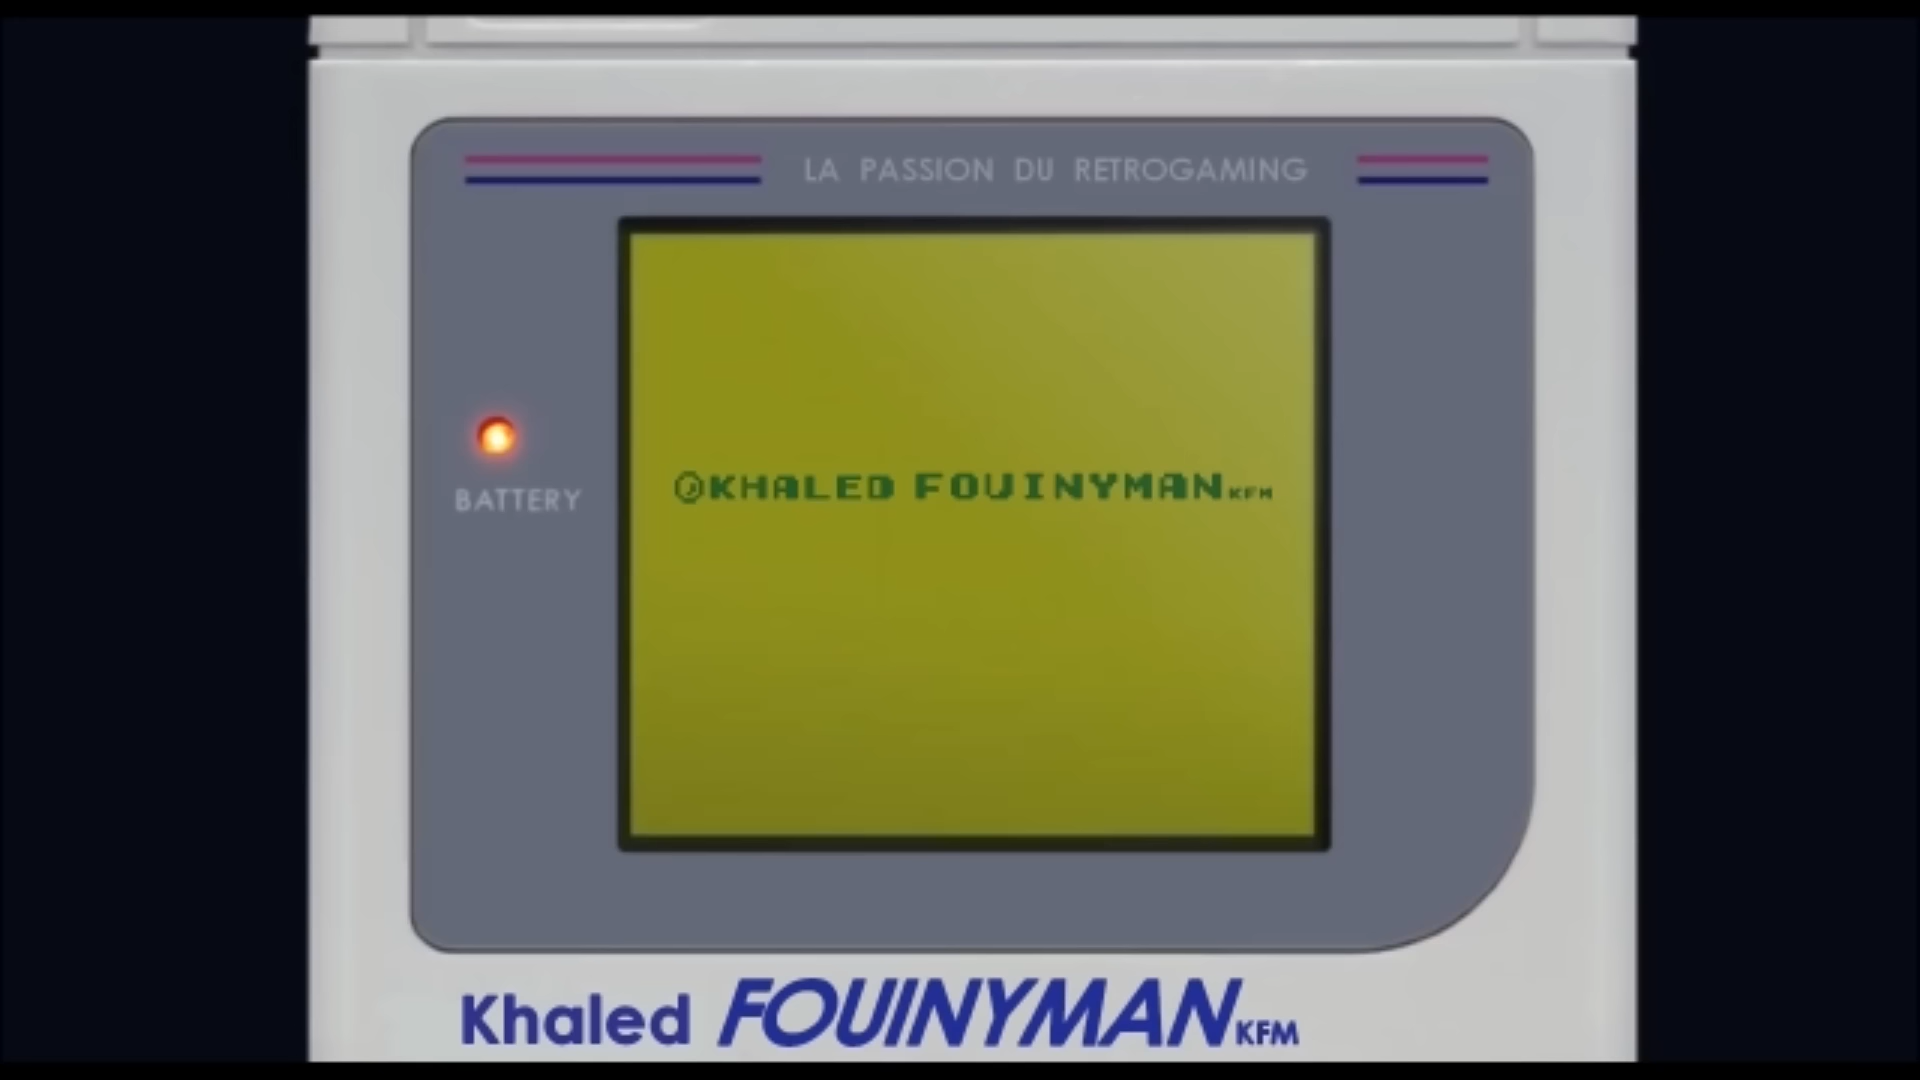 LA PASSION DU RETROGAMING
BATTERY
KHALED FOUINYMAN KFM
Khaled FOUINYMAN KFM